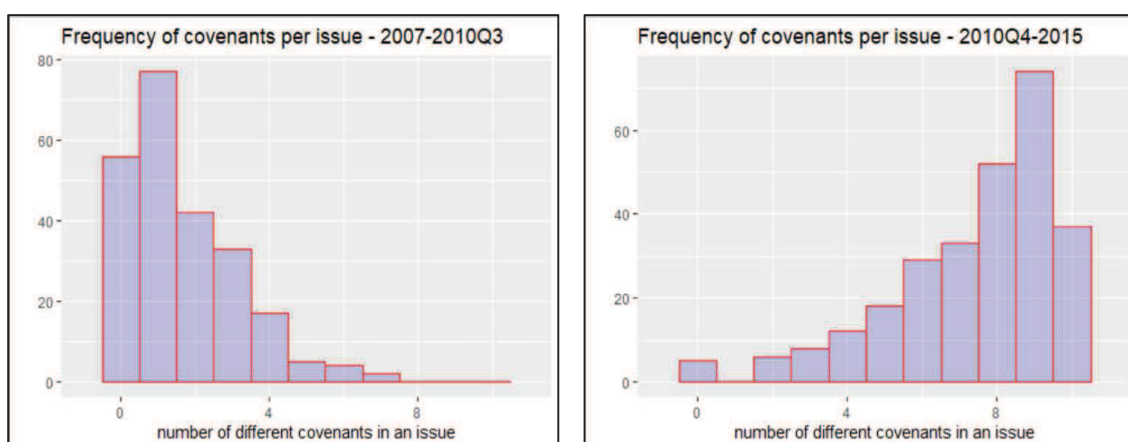 Frequency of covenants per issue - 2007-2010Q3
80
60
40
20
0
0 4 8
number of different covenants in an issue
Frequency of covenants per issue - 2010Q4-2015
60
40
20
0
0 4 8
number of different covenants in an issue